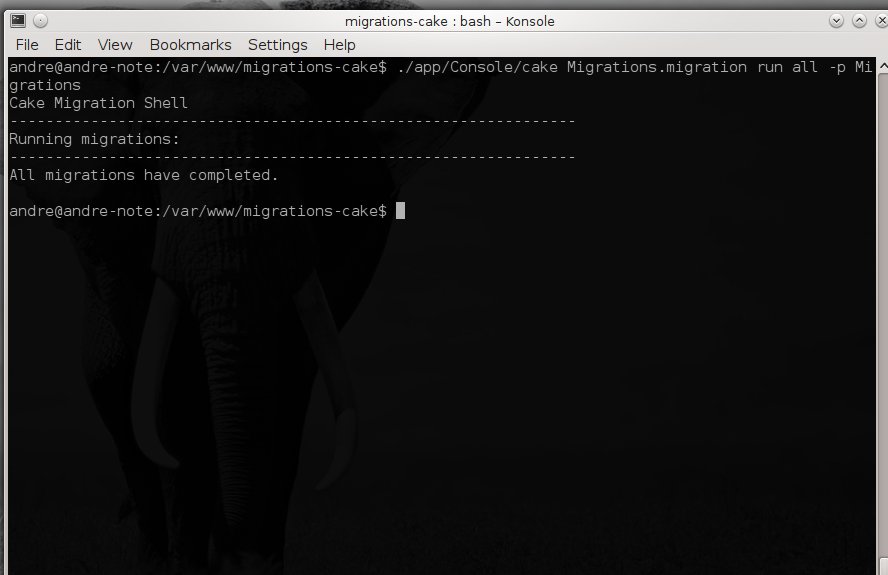 migrations-cake : bash – Konsole
File Edit View Bookmarks Settings Help
andre@andre-note:/var/www/migrations-cake$ ./app/Console/cake Migrations.migration run all -p Mi
grations
Cake Migration Shell
---------------------------------------------------------------
Running migrations:
---------------------------------------------------------------
All migrations have completed.
andre@andre-note:/var/www/migrations-cake$